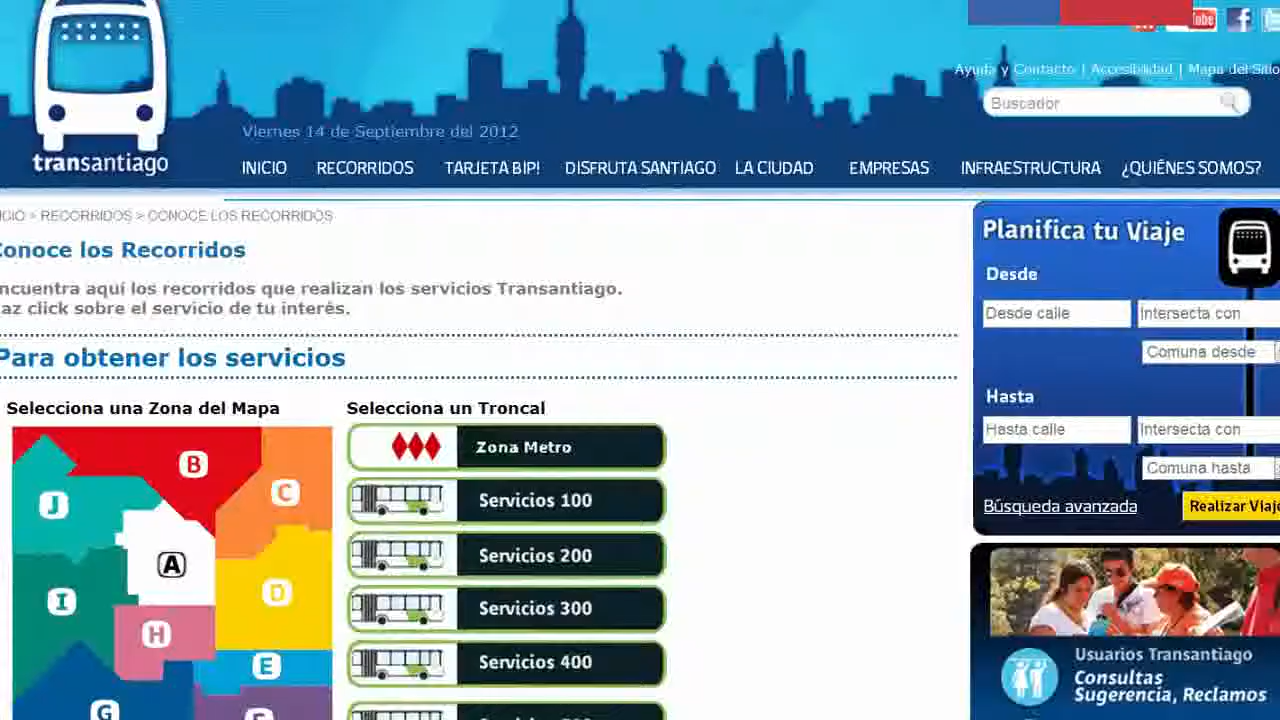 You Tube
Ayuda y Contacto | Accesibilidad | Mapa del Sitio
Buscador
transantiago
Viernes 14 de Septiembre del 2012
INICIO RECORRIDOS TARJETA BIP! DISFRUTA SANTIAGO LA CIUDAD EMPRESAS INFRAESTRUCTURA ¿QUIÉNES SOMOS?
ICIO > RECORRIDOS > CONOCE LOS RECORRIDOS
Conoce los Recorridos
ncuentra aquí los recorridos que realizan los servicios Transantiago.
az click sobre el servicio de tu interés.
Para obtener los servicios
Selecciona una Zona del Mapa
B
C
J
A
D
I
H
E
G
F
Selecciona un Troncal
Zona Metro
Servicios 100
Servicios 200
Servicios 300
Servicios 400
Planifica tu Viaje
Desde
Desde calle
Intersecta con
Comuna desde
Hasta
Hasta calle
Intersecta con
Comuna hasta
Búsqueda avanzada
Realizar Viaje
Usuarios Transantiago
Consultas
Sugerencia, Reclamos